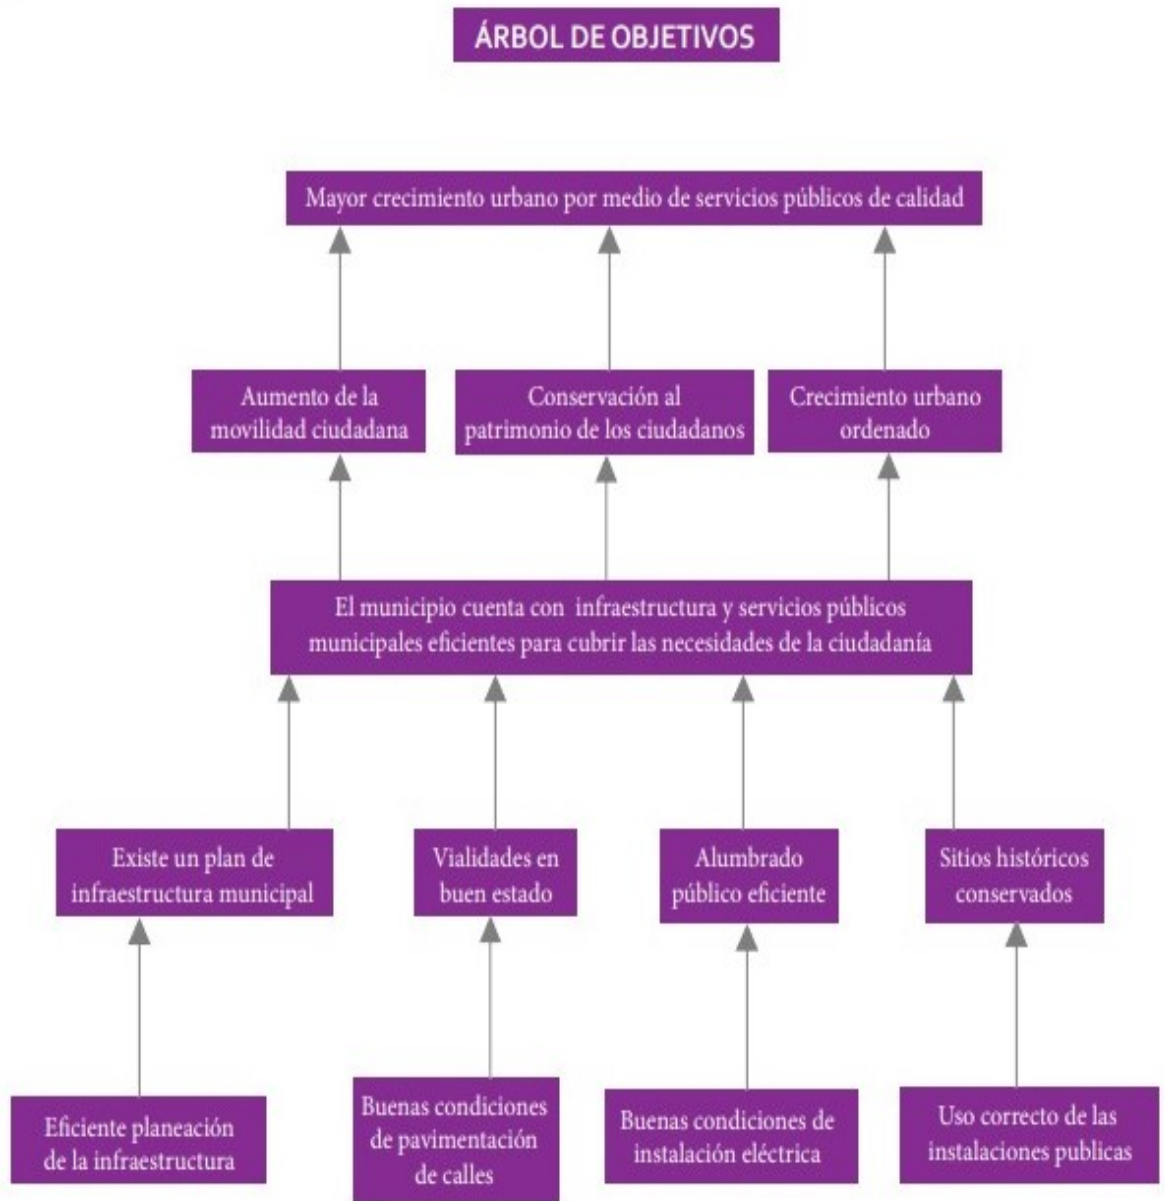 ÁRBOL DE OBJETIVOS
Mayor crecimiento urbano por medio de servicios públicos de calidad
Aumento de la
movilidad ciudadana
Conservación al
patrimonio de los ciudadanos
Crecimiento urbano
ordenado
El municipio cuenta con infraestructura y servicios públicos
municipales eficientes para cubrir las necesidades de la ciudadanía
Existe un plan de
infraestructura municipal
Vialidades en
buen estado
Alumbrado
público eficiente
Sitios históricos
conservados
Eficiente planeación
de la infraestructura
Buenas condiciones
de pavimentación
de calles
Buenas condiciones de
instalación eléctrica
Uso correcto de las
instalaciones publicas